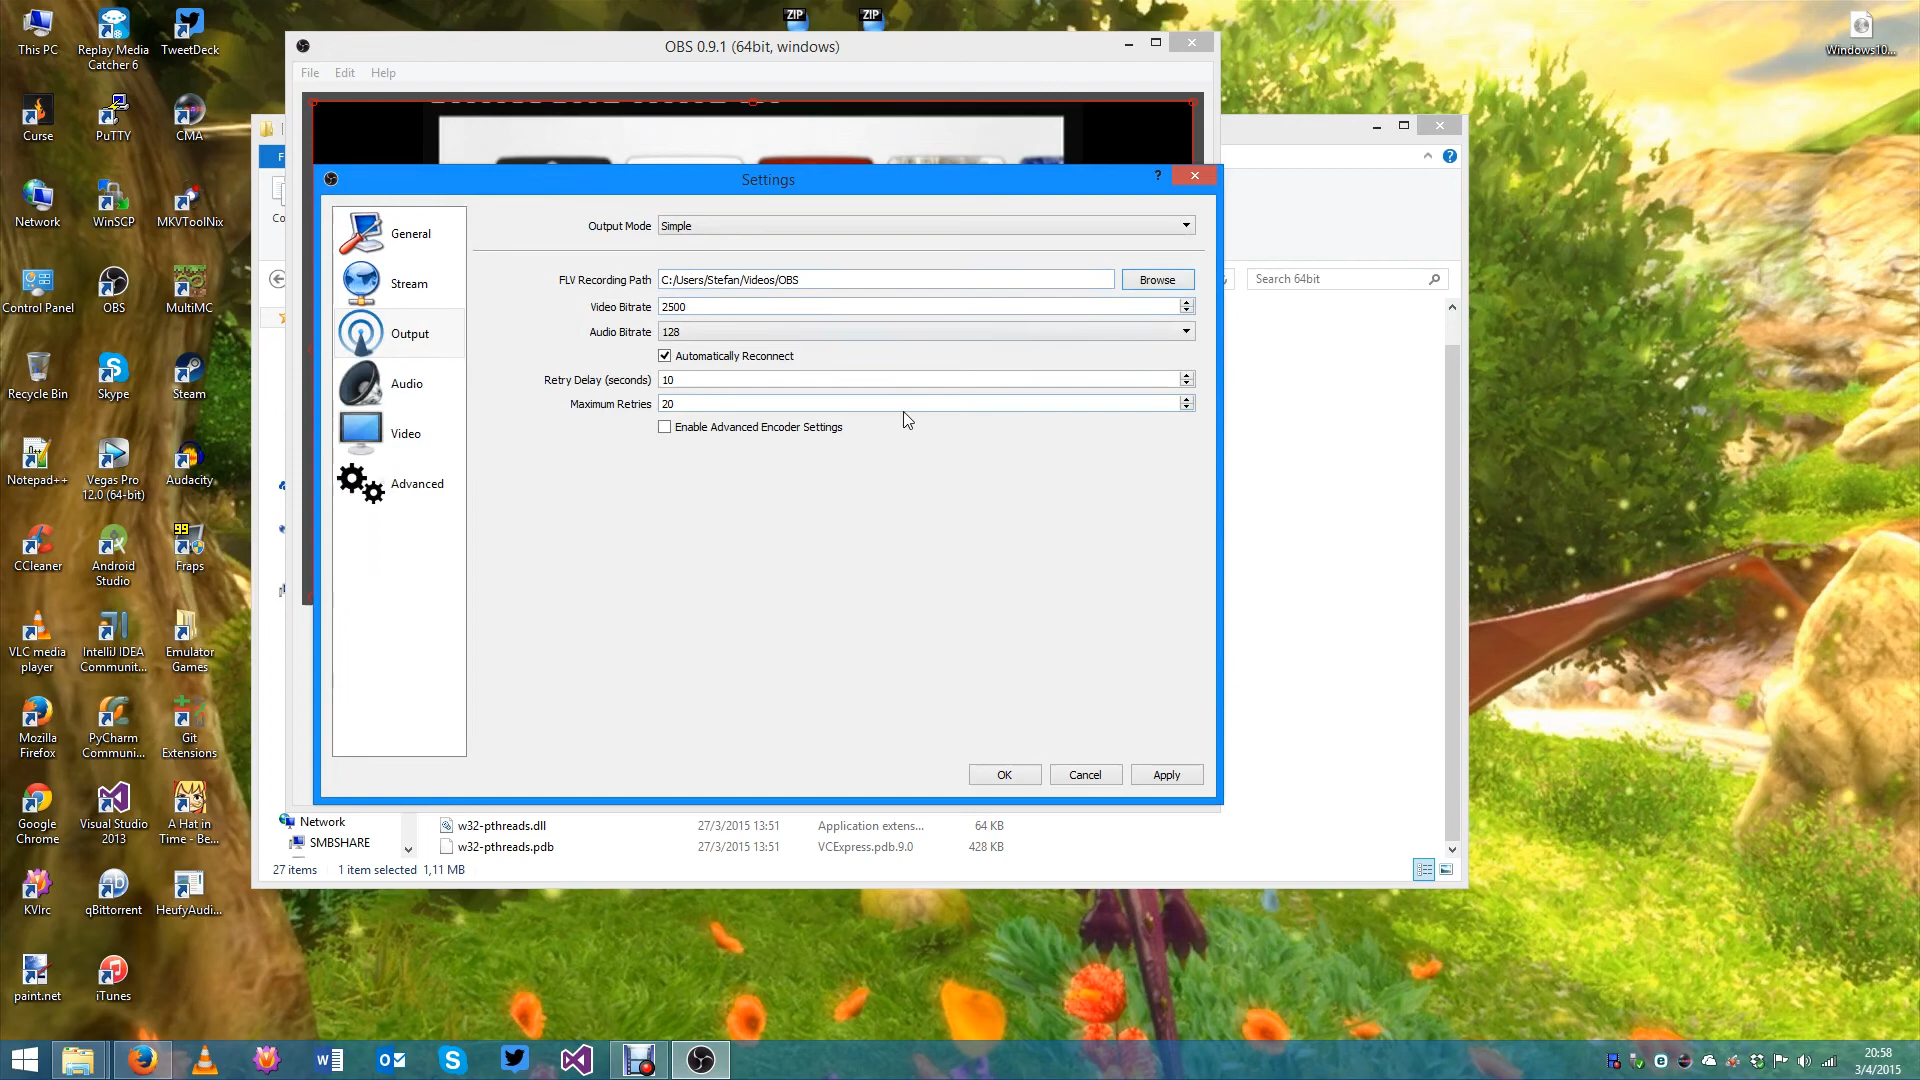 This PC
Replay Media
Catcher 6
TweetDeck
ZIP
ZIP
Windows10...
Curse
PuTTY
CMA
Network
WinSCP
MKVToolNix
Control Panel
OBS
MultiMC
Recycle Bin
Skype
Steam
Notepad++
Vegas Pro
12.0 (64-bit)
Audacity
CCleaner
Android
Studio
99
Fraps
VLC media
player
IntelliJ IDEA
Communit...
Emulator
Games
Mozilla
Firefox
PyCharm
Communi...
Git
Extensions
Google
Chrome
Visual Studio
2013
A Hat in
Time - Be...
KVIrc
qBittorrent
HeufyAudi...
paint.net
iTunes
OBS 0.9.1 (64bit, windows)
File Edit Help
F
Co
Search 64bit
Settings
?
General
Stream
Output
Audio
Video
Advanced
Output Mode Simple
FLV Recording Path C:/Users/Stefan/Videos/OBS Browse
Video Bitrate 2500
Audio Bitrate 128
Automatically Reconnect
Retry Delay (seconds) 10
Maximum Retries 20
Enable Advanced Encoder Settings
OK Cancel Apply
Network
SMBSHARE
w32-pthreads.dll 27/3/2015 13:51 Application extens... 64 KB
w32-pthreads.pdb 27/3/2015 13:51 VCExpress.pdb.9.0 428 KB
27 items 1 item selected 1,11 MB
20:58
3/4/2015